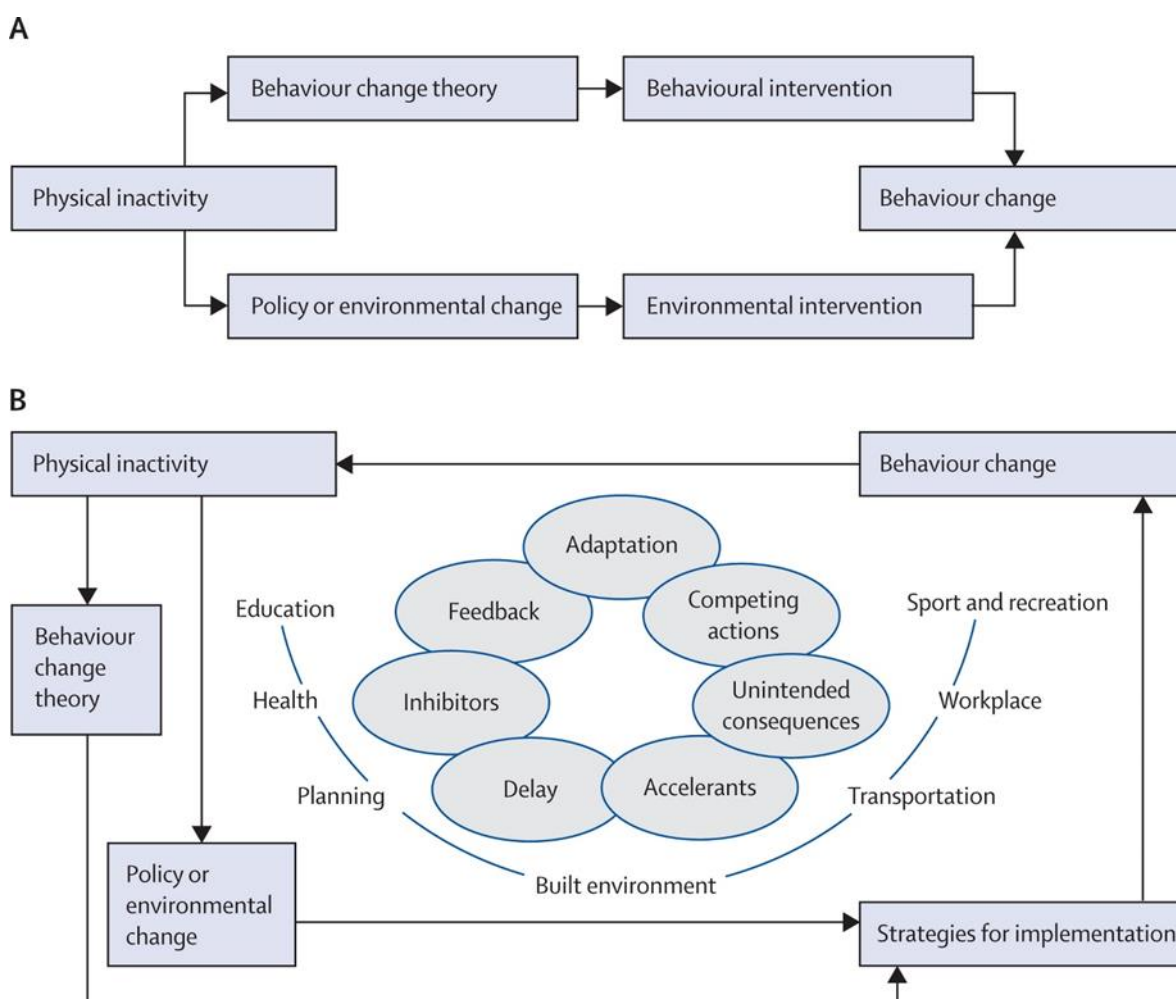 A
Behaviour change theory
Behavioural intervention
Physical inactivity
Behaviour change
Policy or environmental change
Environmental intervention
B
Physical inactivity
Behaviour change
Adaptation
Feedback
Competing
actions
Education
Sport and recreation
Behaviour
change
theory
Health
Inhibitors
Unintended
consequences
Workplace
Planning
Delay
Accelerants
Transportation
Policy or
environmental
change
Built environment
Strategies for implementation